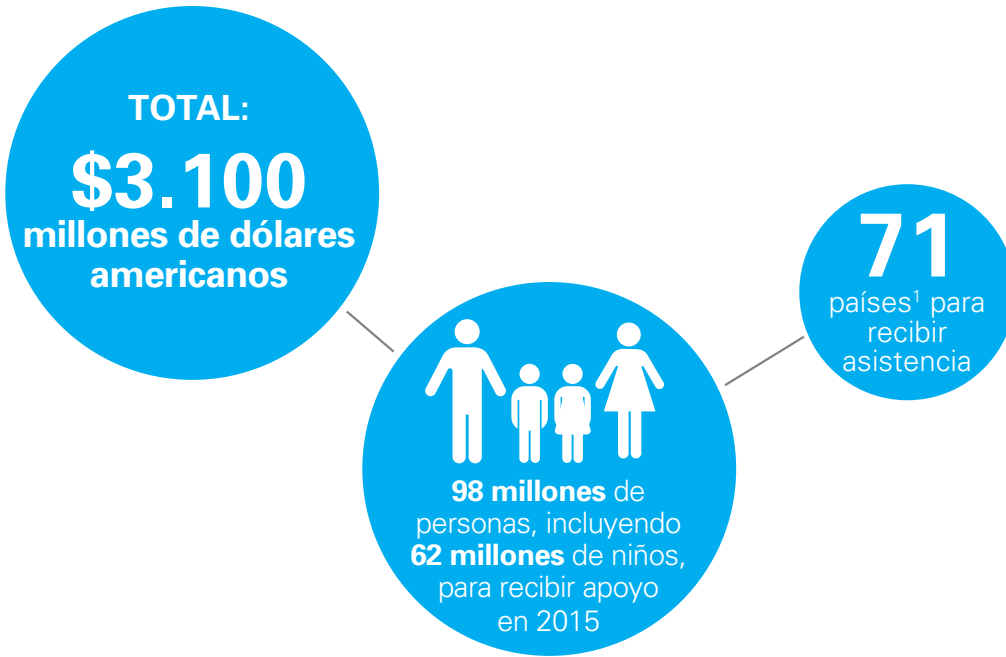 TOTAL:
$3.100
millones de dólares
americanos
98 millones de
personas, incluyendo
62 millones de niños,
para recibir apoyo
en 2015
71
países¹ para
recibir
asistencia